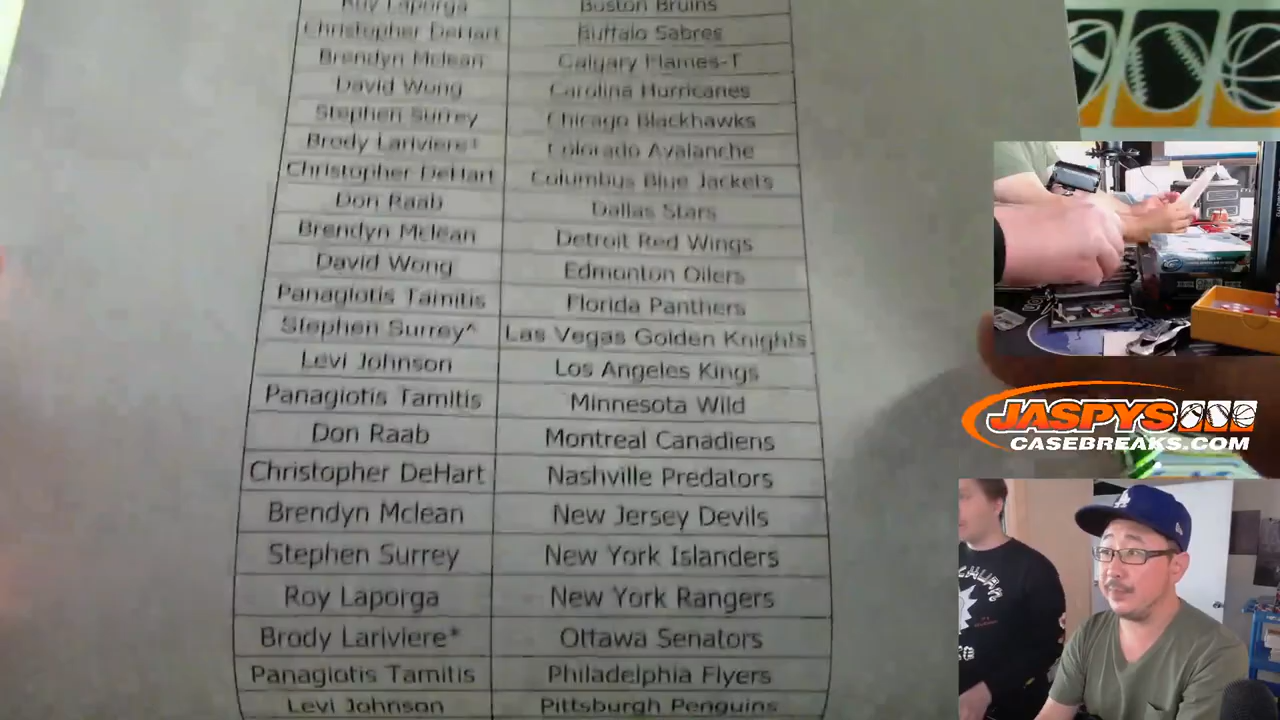 Roy Laporga Boston Bruins
Christopher DeHart Buffalo Sabres
Brendyn Mclean Calgary Flames-T
David Wong Carolina Hurricanes
Stephen Surrey Chicago Blackhawks
Brody Lariviere* Colorado Avalanche
Christopher DeHart Columbus Blue Jackets
Don Raab Dallas Stars
Brendyn Mclean Detroit Red Wings
David Wong Edmonton Oilers
Panagiotis Tamitis Florida Panthers
Stephen Surrey^ Las Vegas Golden Knights
Levi Johnson Los Angeles Kings
Panagiotis Tamitis Minnesota Wild
Don Raab Montreal Canadiens
Christopher DeHart Nashville Predators
Brendyn Mclean New Jersey Devils
Stephen Surrey New York Islanders
Roy Laporga New York Rangers
Brody Lariviere* Ottawa Senators
Panagiotis Tamitis Philadelphia Flyers
Levi Johnson Pittsburgh Penguins
JASPYS
CASEBREAKS.COM
LA